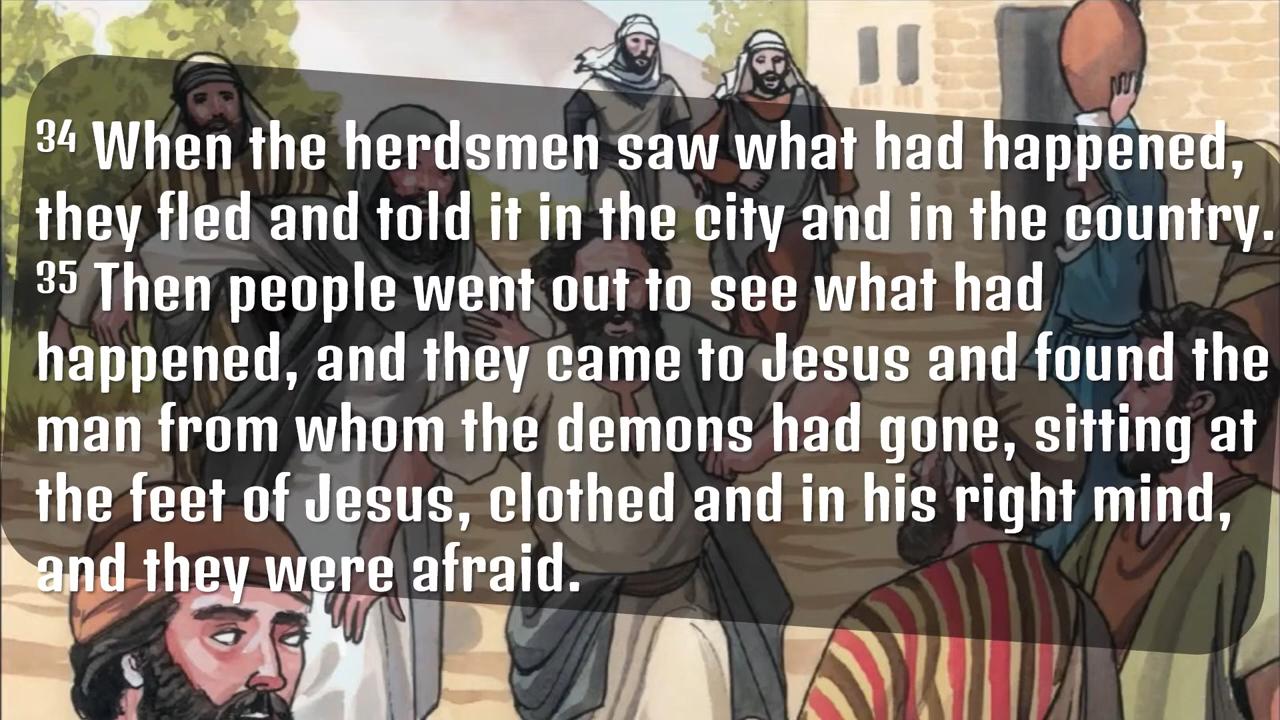 34 When the herdsmen saw what had happened,
they fled and told it in the city and in the country.
35 Then people went out to see what had
happened, and they came to Jesus and found the
man from whom the demons had gone, sitting at
the feet of Jesus, clothed and in his right mind,
and they were afraid.